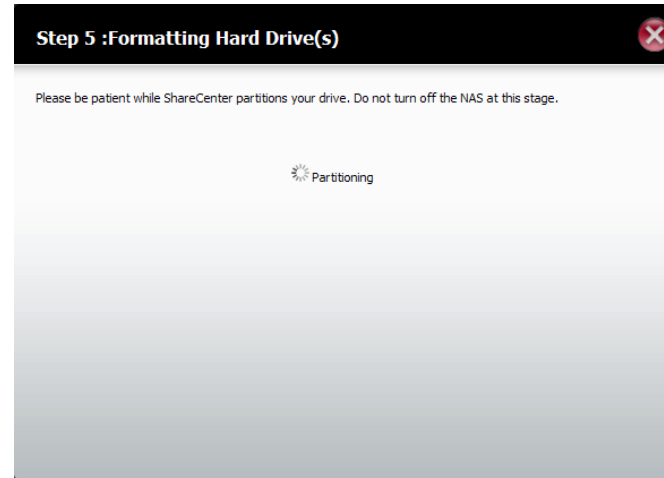 Step 5 :Formatting Hard Drive(s)
Please be patient while ShareCenter partitions your drive. Do not turn off the NAS at this stage.
Partitioning